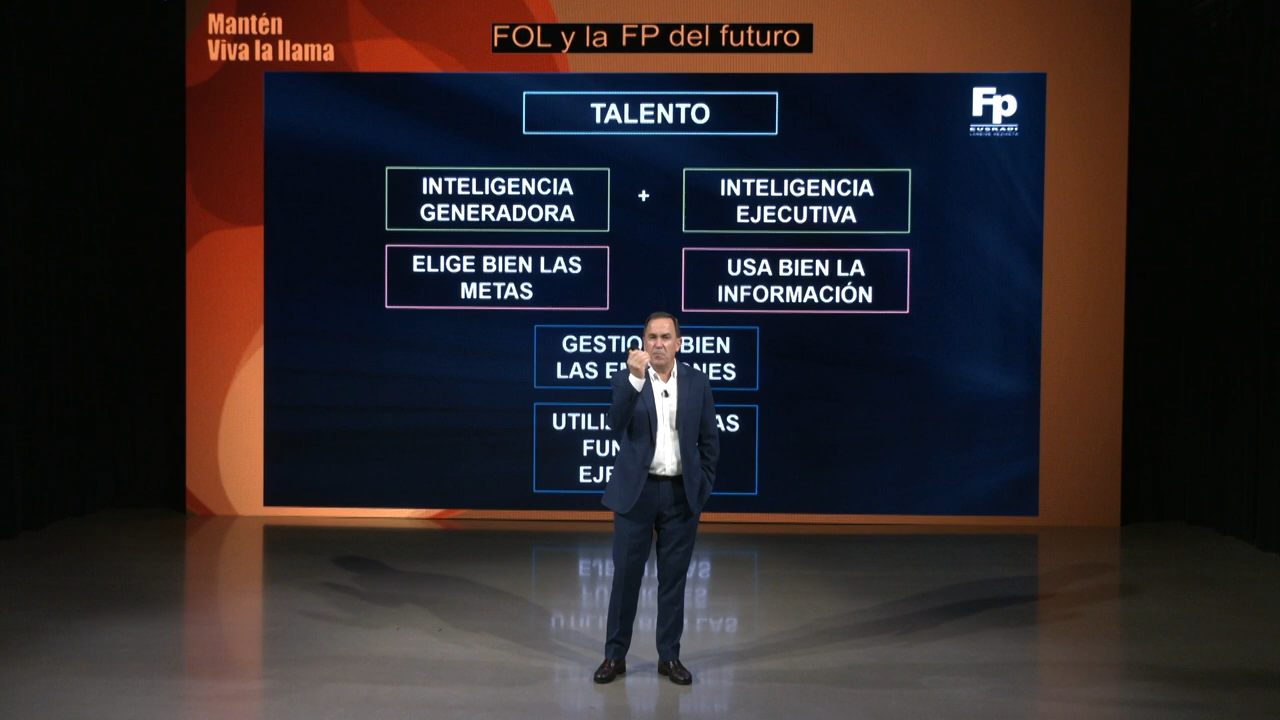 Mantén
Viva la llama
FOL y la FP del futuro
TALENTO
Fp
EUSKADI
INTELIGENCIA
GENERADORA
+
INTELIGENCIA
EJECUTIVA
ELIGE BIEN LAS
METAS
USA BIEN LA
INFORMACIÓN
BIEN
LAS